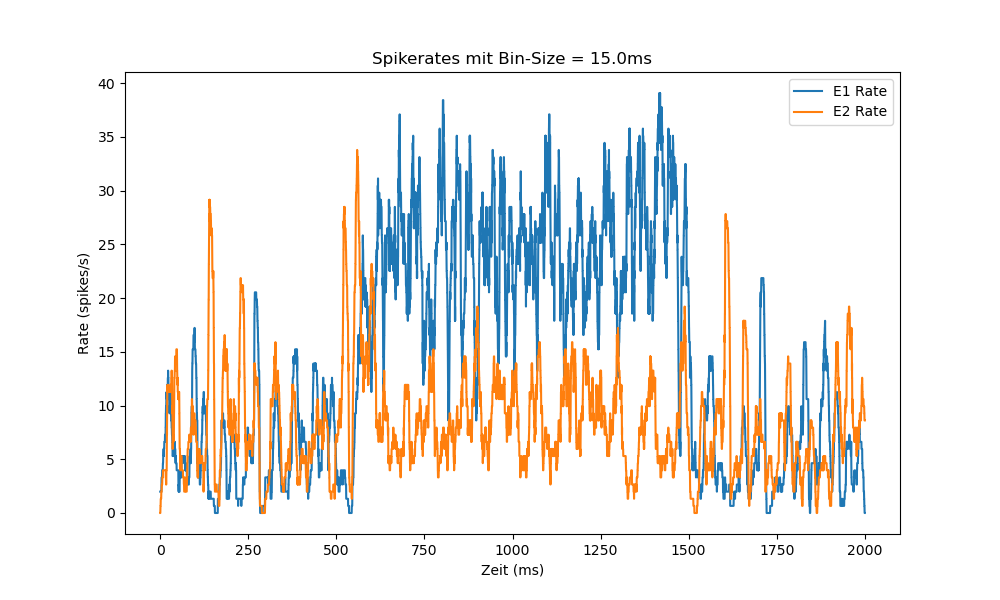 Spikerates mit Bin-Size = 15.0ms
E1 Rate
E2 Rate
40
35
30
25
20
15
10
5
0
Rate (spikes/s)
0 250 500 750 1000 1250 1500 1750 2000
Zeit (ms)